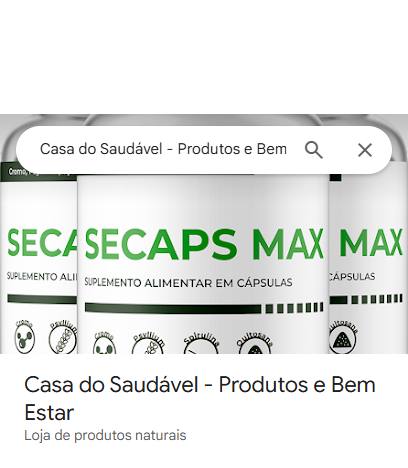 Casa do Saudável - Produtos e Bem
SECAPS MAX
SUPLEMENTO ALIMENTAR EM CÁPSULAS
Cromo
Psyllium
Spirulina
Quitosana
SECA
SUPLEMENTO ALI
Cromo
Psyllium
MAX
CÁPSULAS
Quitosana
Casa do Saudável - Produtos e Bem
Estar
Loja de produtos naturais